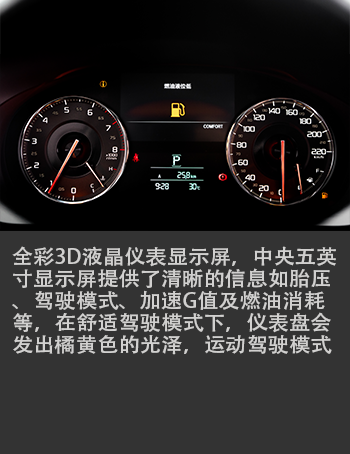 燃油液位低
COMFORT
P
258km
9:28 30℃
0 1 2 3 4 5 6 7 8
x1000
r/min
C H
20 40 60 80 100 120 140 160 180 200 220
km/h
全彩3D液晶仪表显示屏，中央五英
寸显示屏提供了清晰的信息如胎压
、驾驶模式、加速G值及燃油消耗
等，在舒适驾驶模式下，仪表盘会
发出橘黄色的光泽，运动驾驶模式